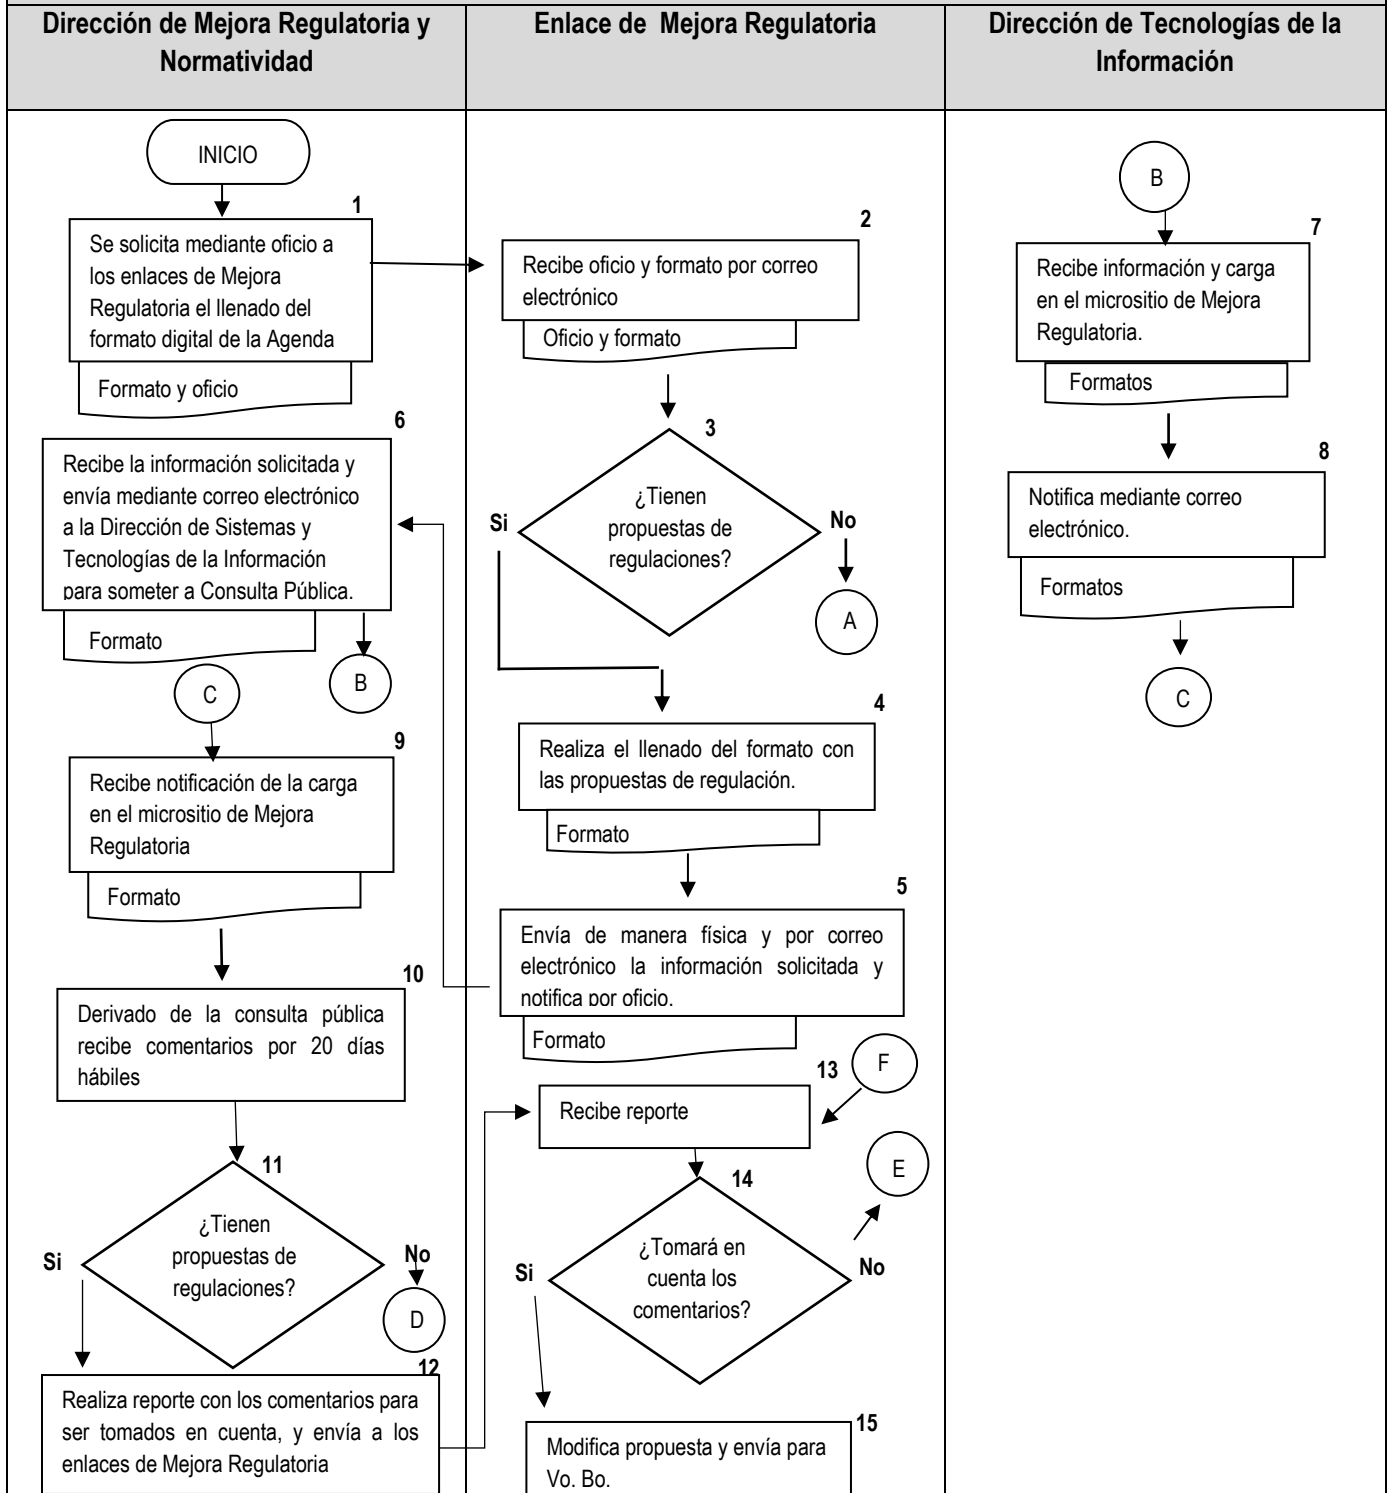 Dirección de Mejora Regulatoria y
Normatividad
Enlace de Mejora Regulatoria
Dirección de Tecnologías de la
Información
INICIO
1
Se solicita mediante oficio a
los enlaces de Mejora
Regulatoria el llenado del
formato digital de la Agenda
Formato y oficio
6
Recibe la información solicitada y
envía mediante correo electrónico
a la Dirección de Sistemas y
Tecnologías de la Información
para someter a Consulta Pública.
Formato
B
C
9
Recibe notificación de la carga
en el micrositio de Mejora
Regulatoria
Formato
10
Derivado de la consulta pública
recibe comentarios por 20 días
hábiles
11
¿Tienen
propuestas de
regulaciones?
Si
No
D
12
Realiza reporte con los comentarios para
ser tomados en cuenta, y envía a los
enlaces de Mejora Regulatoria
2
Recibe oficio y formato por correo
electrónico
Oficio y formato
3
¿Tienen
propuestas de
regulaciones?
Si
No
A
4
Realiza el llenado del formato con
las propuestas de regulación.
Formato
5
Envía de manera física y por correo
electrónico la información solicitada y
notifica por oficio.
Formato
F
13
Recibe reporte
E
14
¿Tomará en
cuenta los
comentarios?
Si
No
15
Modifica propuesta y envía para
Vo. Bo.
B
7
Recibe información y carga
en el micrositio de Mejora
Regulatoria.
Formatos
8
Notifica mediante correo
electrónico.
Formatos
C